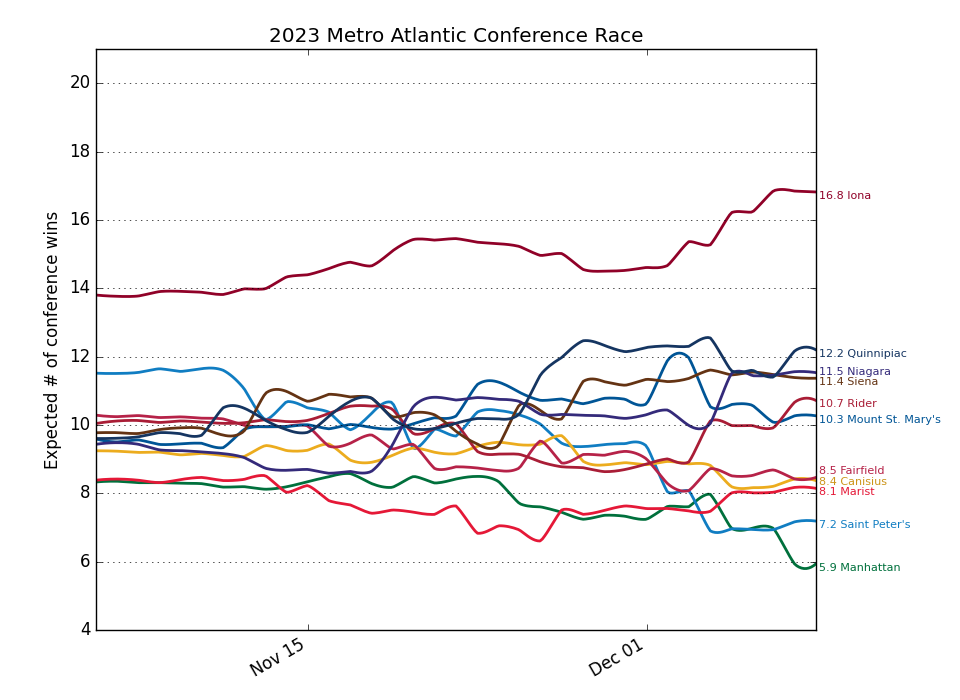 2023 Metro Atlantic Conference Race
Expected # of conference wins
20
18
16
14
12
10
8
6
4
Nov 15
Dec 01
16.8 Iona
12.2 Quinnipiac
11.5 Niagara
11.4 Siena
10.7 Rider
10.3 Mount St. Mary's
8.5 Fairfield
8.4 Canisius
8.1 Marist
7.2 Saint Peter's
5.9 Manhattan